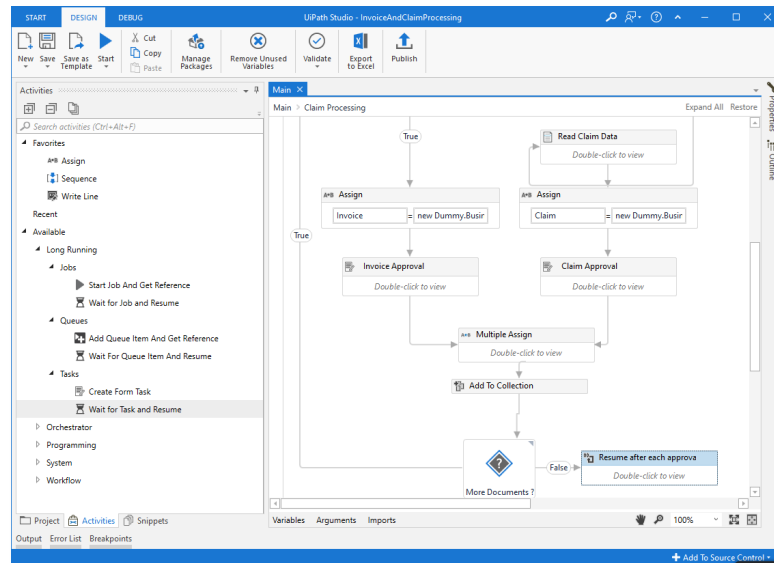 START DESIGN DEBUG UiPath Studio - InvoiceAndClaimProcessing
New Save Save as Template Start
Cut
Copy
Paste
Manage Packages
Remove Unused Variables
Validate
Export to Excel
Publish
Activities
Search activities (Ctrl+Alt+F)
Favorites
A+B Assign
Sequence
Write Line
Recent
Available
Long Running
Jobs
Start Job And Get Reference
Wait for Job and Resume
Queues
Add Queue Item And Get Reference
Wait For Queue Item And Resume
Tasks
Create Form Task
Wait for Task and Resume
Orchestrator
Programming
System
Workflow
Project Activities Snippets
Output Error List Breakpoints
Main
Main > Claim Processing Expand All Restore
True
Read Claim Data
Double-click to view
A+B Assign
Invoice = new Dummy.Busir
A+B Assign
Claim = new Dummy.Busir
True
Invoice Approval
Double-click to view
Claim Approval
Double-click to view
A+B Multiple Assign
Double-click to view
Add To Collection
More Documents ?
False
Resume after each approva
Double-click to view
Variables Arguments Imports 100%
Properties
Outline
Add To Source Control